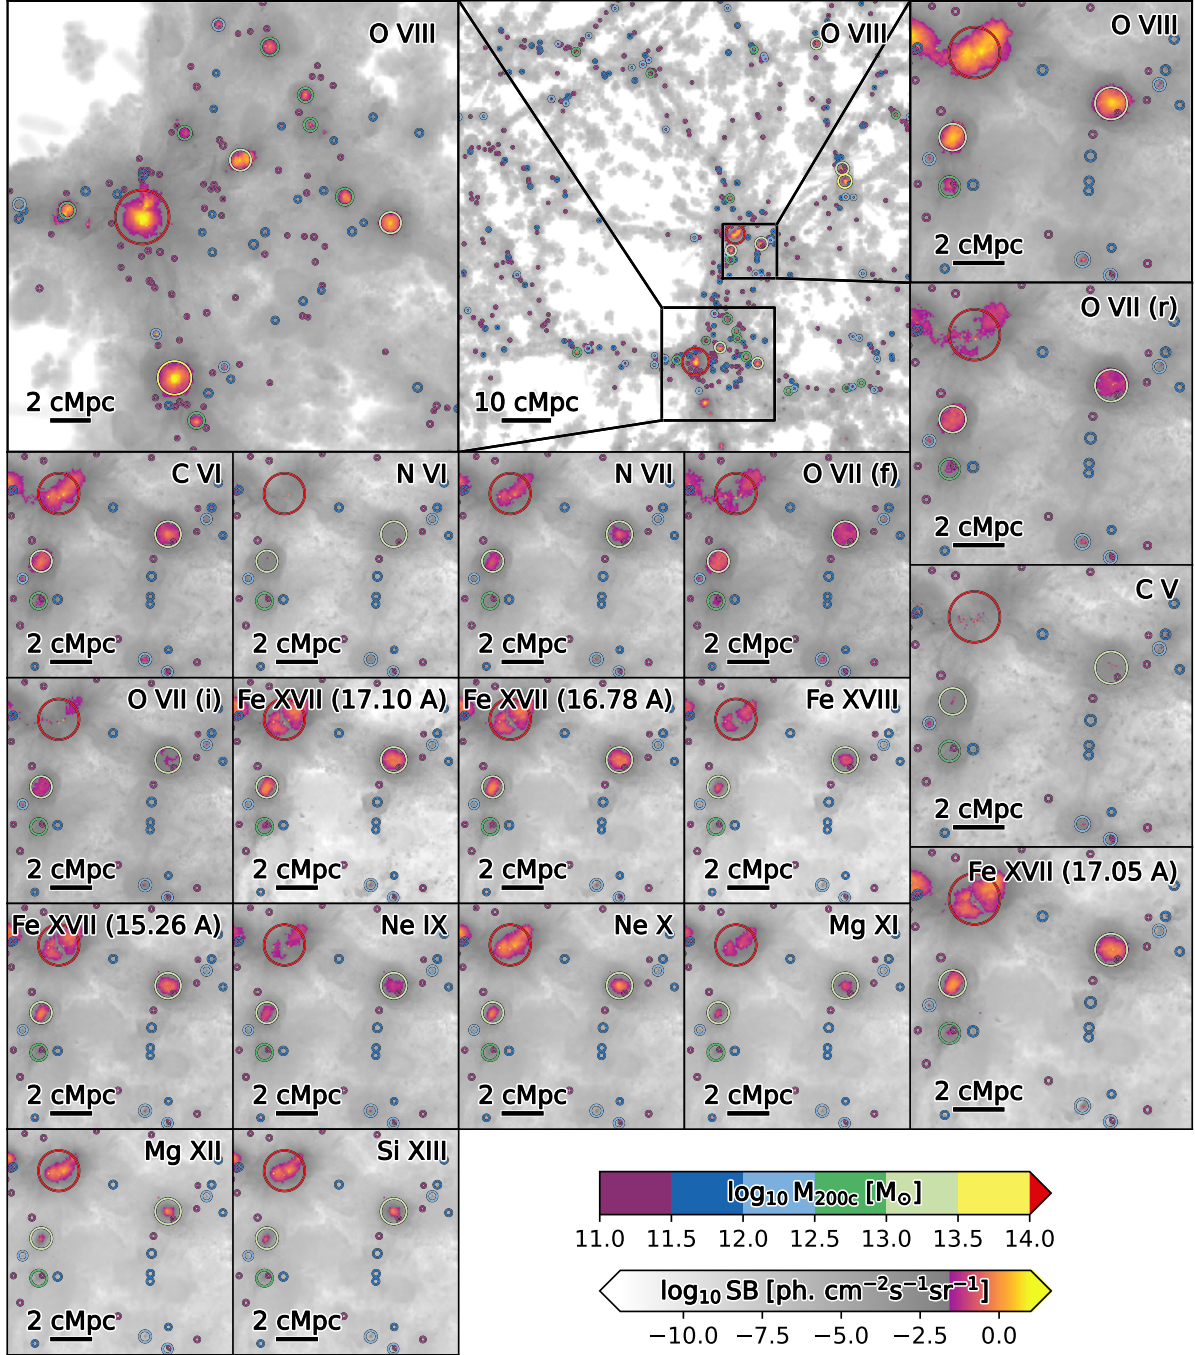 O VIII
2 cMpc
O VIII
10 cMpc
O VIII
2 cMpc
O VII (r)
2 cMpc
C VI
2 cMpc
N VI
2 cMpc
N VII
2 cMpc
O VII (f)
2 cMpc
C V
2 cMpc
O VII (i)
2 cMpc
Fe XVII (17.10 A)
2 cMpc
Fe XVII (16.78 A)
2 cMpc
Fe XVIII
2 cMpc
Fe XVII (17.05 A)
2 cMpc
Fe XVII (15.26 A)
2 cMpc
Ne IX
2 cMpc
Ne X
2 cMpc
Mg XI
2 cMpc
Mg XII
2 cMpc
Si XIII
2 cMpc
log₁₀ M₂₀₀c [M⊙]
11.0 11.5 12.0 12.5 13.0 13.5 14.0
log₁₀ SB [ph. cm⁻²s⁻¹sr⁻¹]
−10.0 −7.5 −5.0 −2.5 0.0